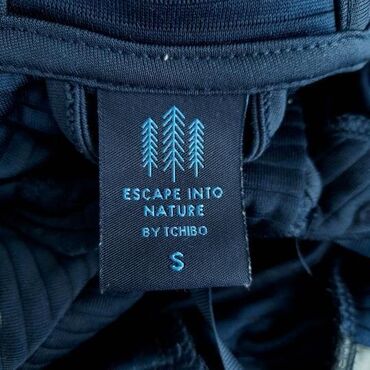 ESCAPE INTO
NATURE
BY TCHIBO
S